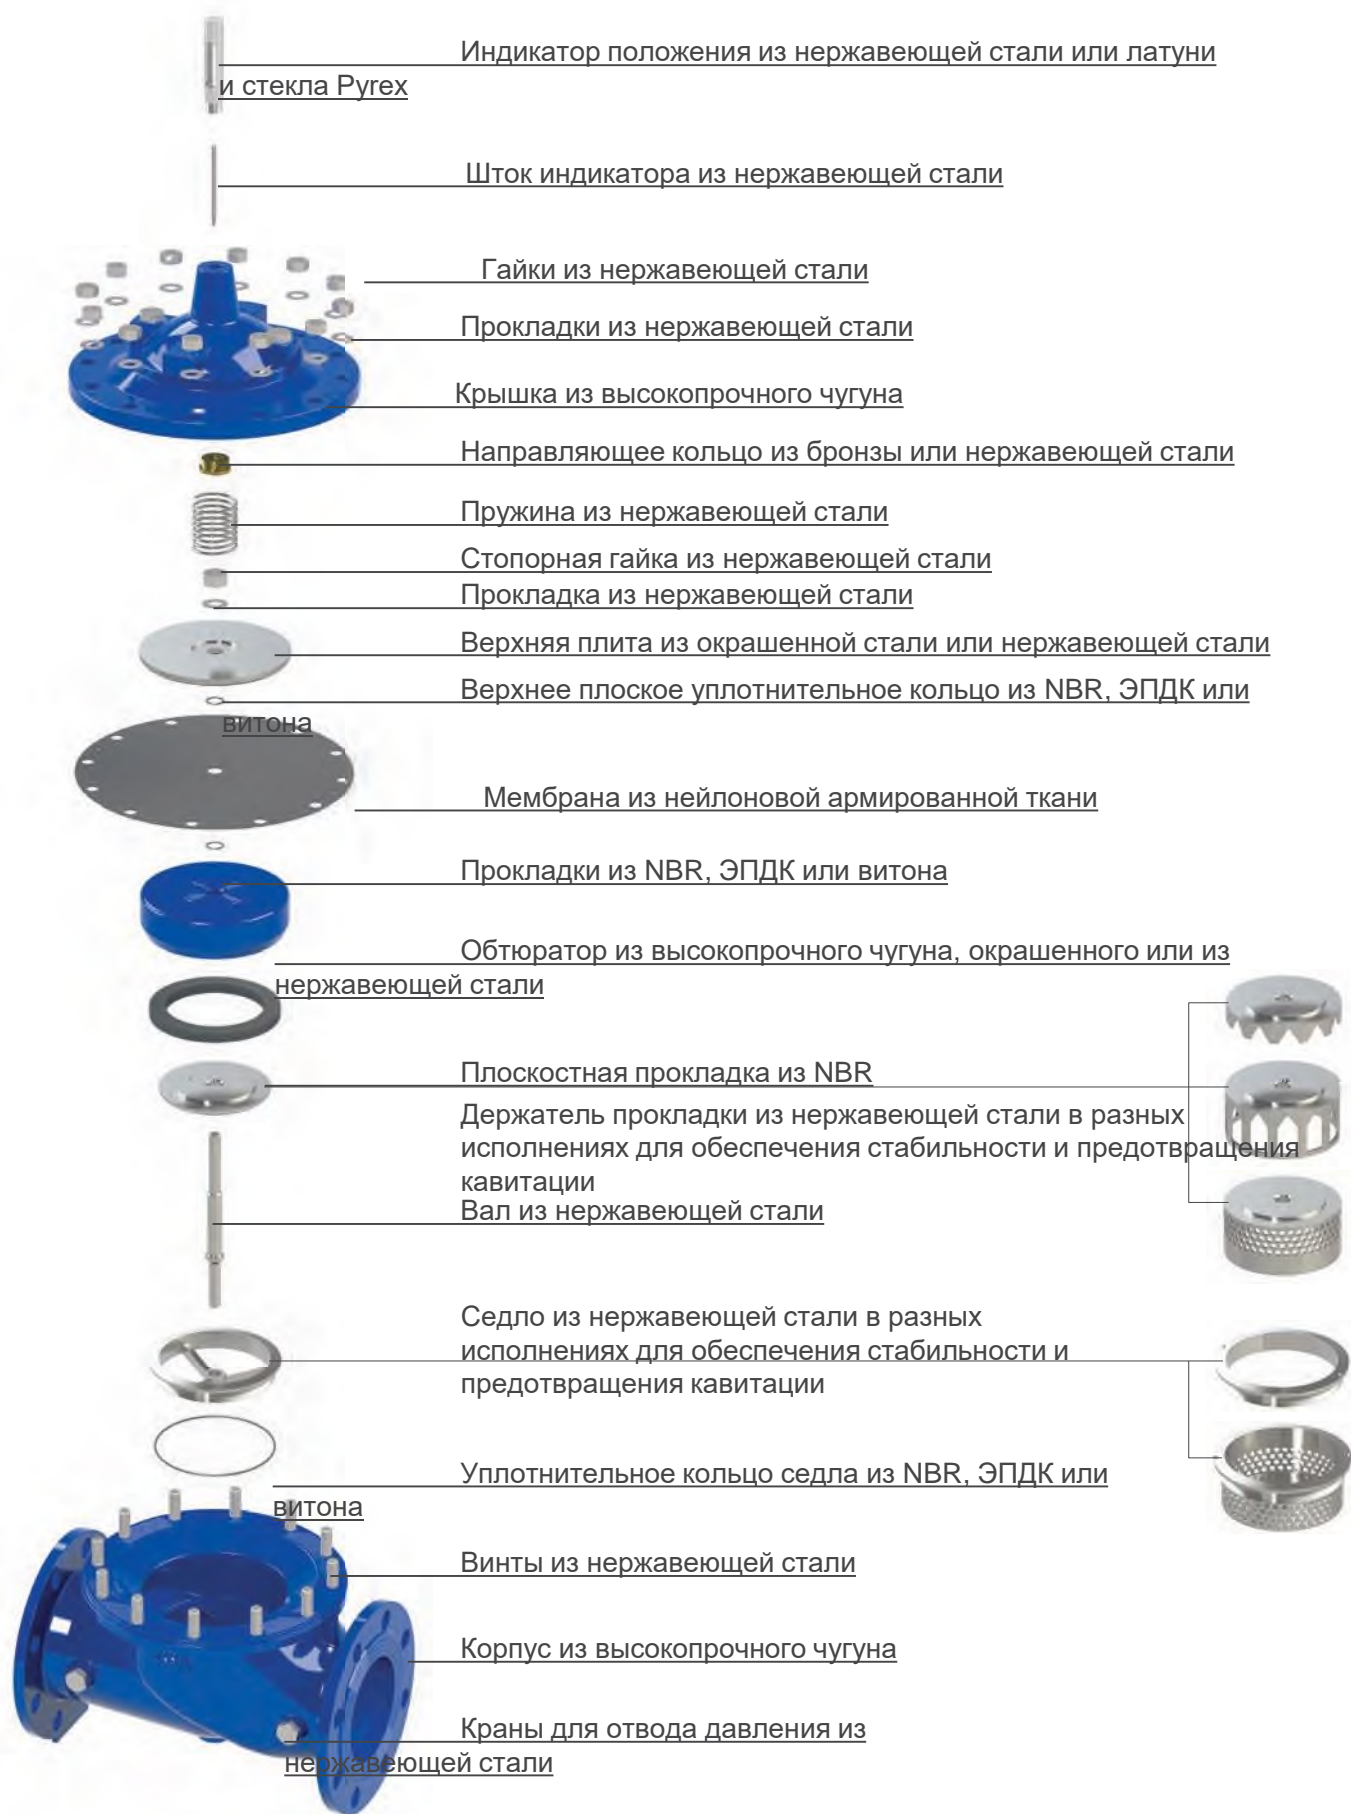 Индикатор положения из нержавеющей стали или латуни
и стекла Pyrex
Шток индикатора из нержавеющей стали
Гайки из нержавеющей стали
Прокладки из нержавеющей стали
Крышка из высокопрочного чугуна
Направляющее кольцо из бронзы или нержавеющей стали
Пружина из нержавеющей стали
Стопорная гайка из нержавеющей стали
Прокладка из нержавеющей стали
Верхняя плита из окрашенной стали или нержавеющей стали
Верхнее плоское уплотнительное кольцо из NBR, ЭПДК или
витона
Мембрана из нейлоновой армированной ткани
Прокладки из NBR, ЭПДК или витона
Обтюратор из высокопрочного чугуна, окрашенного или из
нержавеющей стали
Плоскостная прокладка из NBR
Держатель прокладки из нержавеющей стали в разных
исполнениях для обеспечения стабильности и предотвращения
кавитации
Вал из нержавеющей стали
Седло из нержавеющей стали в разных
исполнениях для обеспечения стабильности и
предотвращения кавитации
Уплотнительное кольцо седла из NBR, ЭПДК или
витона
Винты из нержавеющей стали
Корпус из высокопрочного чугуна
Краны для отвода давления из
нержавеющей стали